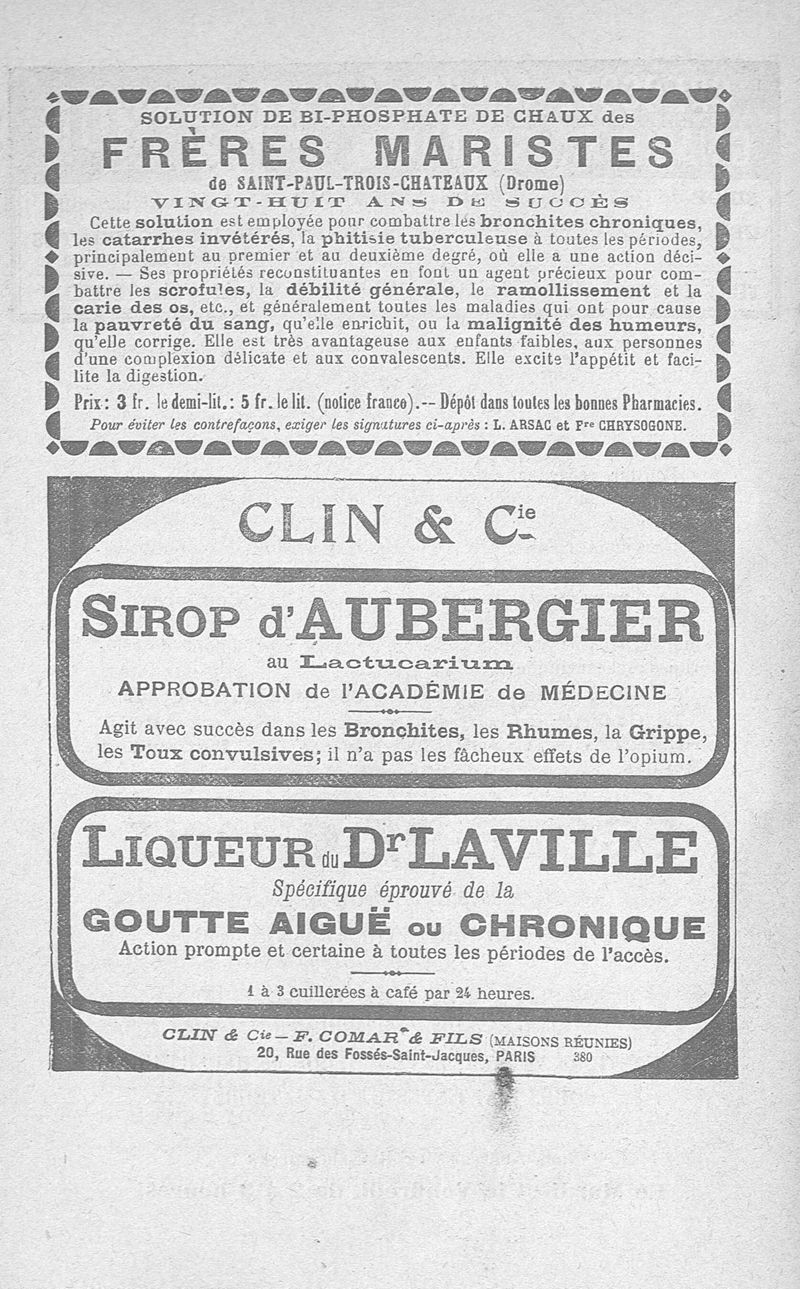 SOLUTION DE BI-PHOSPHATE DE CHAUX des
FRÈRES MARISTES
de SAINT-PAUL-TROIS-CHATEAUX (Drome)
VINGT-HUIT ANS DE SUCCÈS
Cette solution est employée pour combattre les bronchites chroniques,
les catarrhes invétérés, la phitisie tuberculeuse à toutes les périodes,
principalement au premier et au deuxième degré, où elle a une action déci-
sive. — Ses propriétés reconstituantes en font un agent précieux pour com-
battre les scrofules, la débilité générale, le ramollissement et la
carie des os, etc., et généralement toutes les maladies qui ont pour cause
la pauvreté du sang, qu'elle enrichit, ou la malignité des humeurs,
qu'elle corrige. Elle est très avantageuse aux enfants faibles, aux personnes
d'une complexion délicate et aux convalescents. Elle excite l'appétit et faci-
lite la digestion.
Prix: 3 fr. le demi-lit.: 5 fr. le lit. (notice franco).-- Dépôt dans toutes les bonnes Pharmacies.
Pour éviter les contrefaçons, exiger les signatures ci-après : L. ARSAC et Fre CHRYSOGONE.
CLIN & Cie
SIROP d'AUBERGIER
au Lactucarium
APPROBATION de l'ACADÉMIE de MÉDECINE
Agit avec succès dans les Bronchites, les Rhumes, la Grippe,
les Toux convulsives; il n'a pas les fâcheux effets de l'opium.
LIQUEUR du Dr LAVILLE
Spécifique éprouvé de la
GOUTTE AIGUË OU CHRONIQUE
Action prompte et certaine à toutes les périodes de l'accès.
1 à 3 cuillerées à café par 24 heures.
CLIN & Cie — F. COMAR & FILS (MAISONS RÉUNIES)
20, Rue des Fossés-Saint-Jacques, PARIS 380